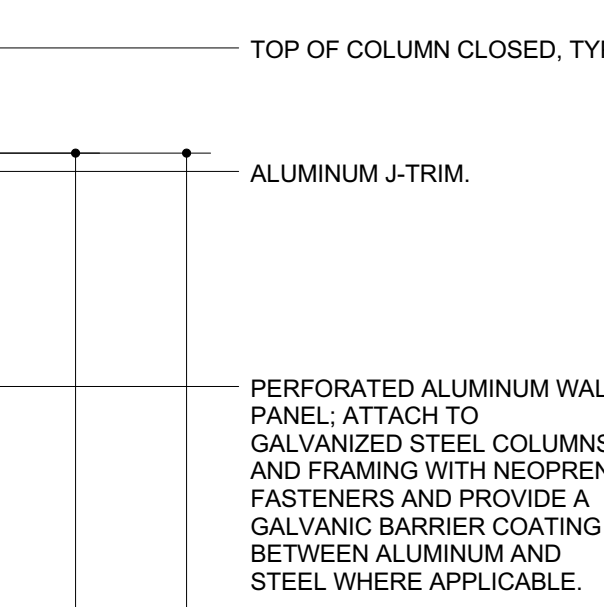 TOP OF COLUMN CLOSED, TYP
ALUMINUM J-TRIM.
PERFORATED ALUMINUM WAL
PANEL; ATTACH TO
GALVANIZED STEEL COLUMNS
AND FRAMING WITH NEOPREN
FASTENERS AND PROVIDE A
GALVANIC BARRIER COATING
BETWEEN ALUMINUM AND
STEEL WHERE APPLICABLE.